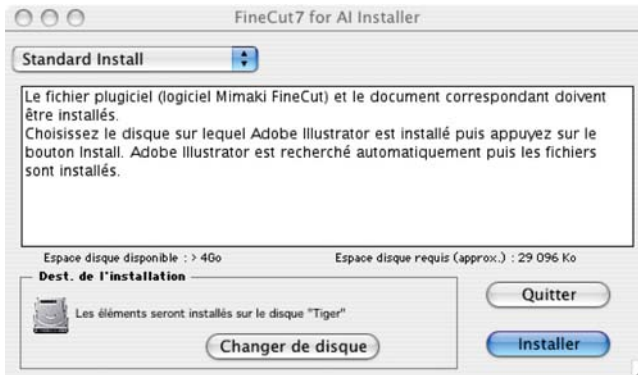 FineCut7 for AI Installer
Standard Install
Le fichier plugiciel (logiciel Mimaki FineCut) et le document correspondant doivent
être installés.
Choisissez le disque sur lequel Adobe Illustrator est installé puis appuyez sur le
bouton Install. Adobe Illustrator est recherché automatiquement puis les fichiers
sont installés.
Espace disque disponible : > 4Go Espace disque requis (approx.) : 29 096 Ko
Dest. de l'installation
Quitter
Les éléments seront installés sur le disque "Tiger"
Changer de disque Installer